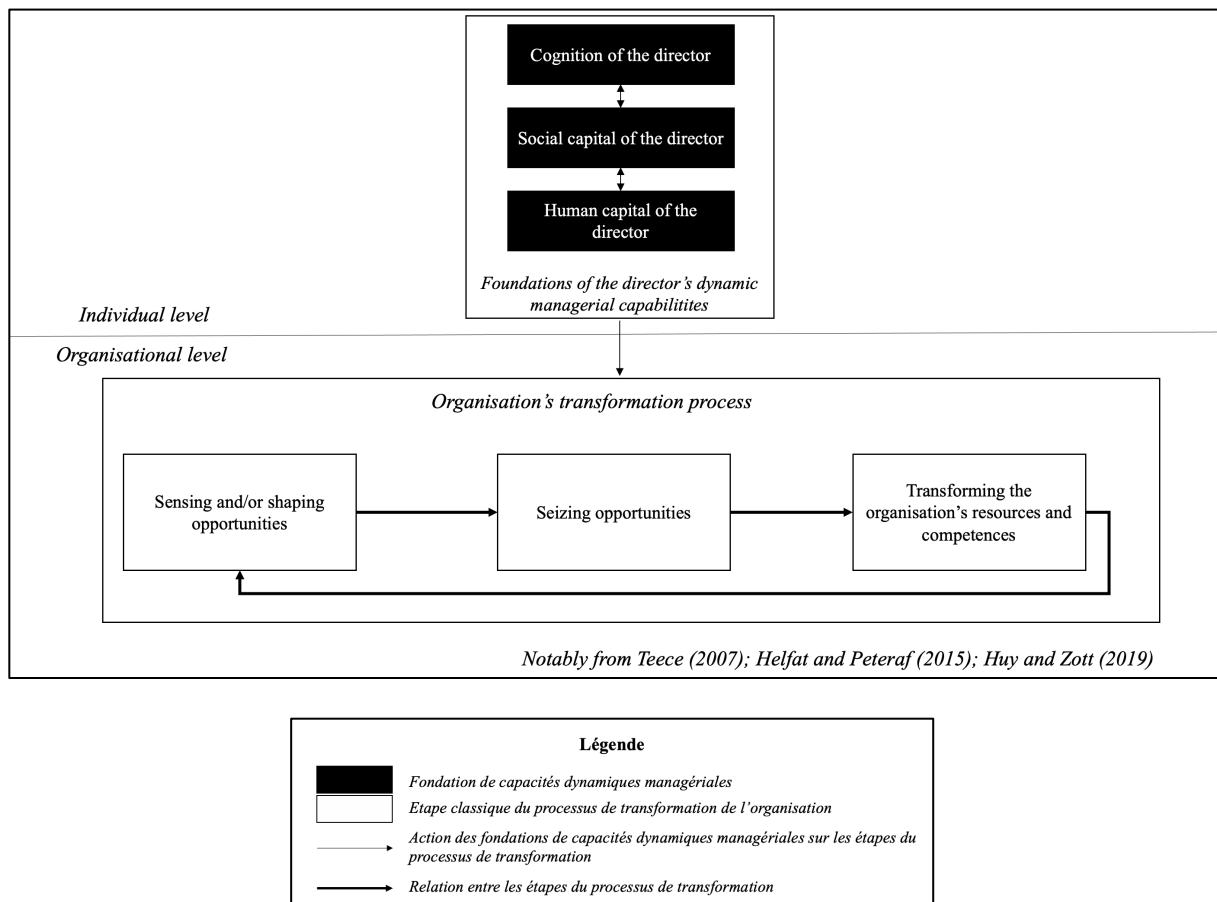 Cognition of the director
Social capital of the director
Human capital of the
director
Foundations of the director’s dynamic
managerial capabilitites
Individual level
Organisational level
Organisation’s transformation process
Sensing and/or shaping
opportunities
Seizing opportunities
Transforming the
organisation’s resources and
competences
Notably from Teece (2007); Helfat and Peteraf (2015); Huy and Zott (2019)
Légende
Fondation de capacités dynamiques managériales
Etape classique du processus de transformation de l’organisation
Action des fondations de capacités dynamiques managériales sur les étapes du
processus de transformation
Relation entre les étapes du processus de transformation